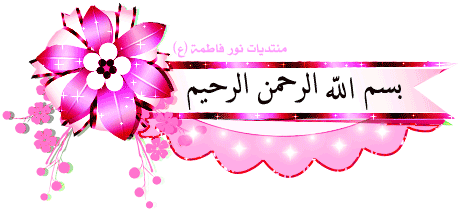 منتديات نور فاطمة (ع)
بسم الله الرحمن الرحيم